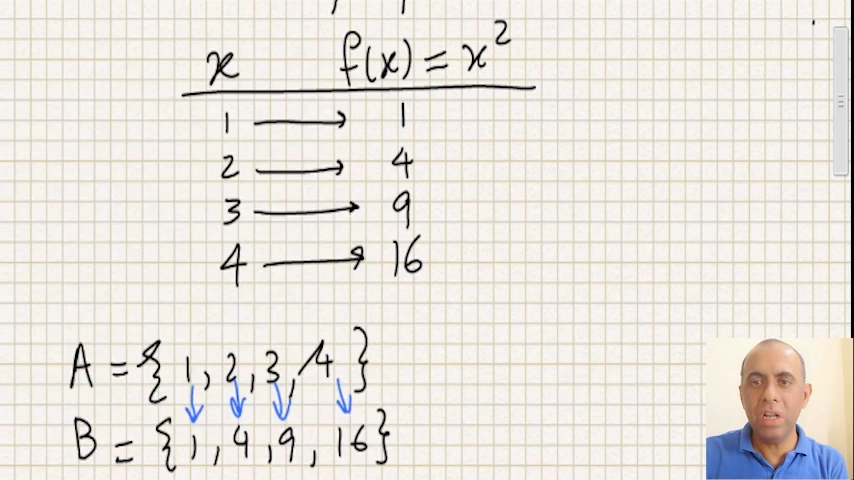 x f(x) = x²
1 → 1
2 → 4
3 → 9
4 → 16
A = { 1, 2, 3, 4 }
B = { 1, 4, 9, 16}